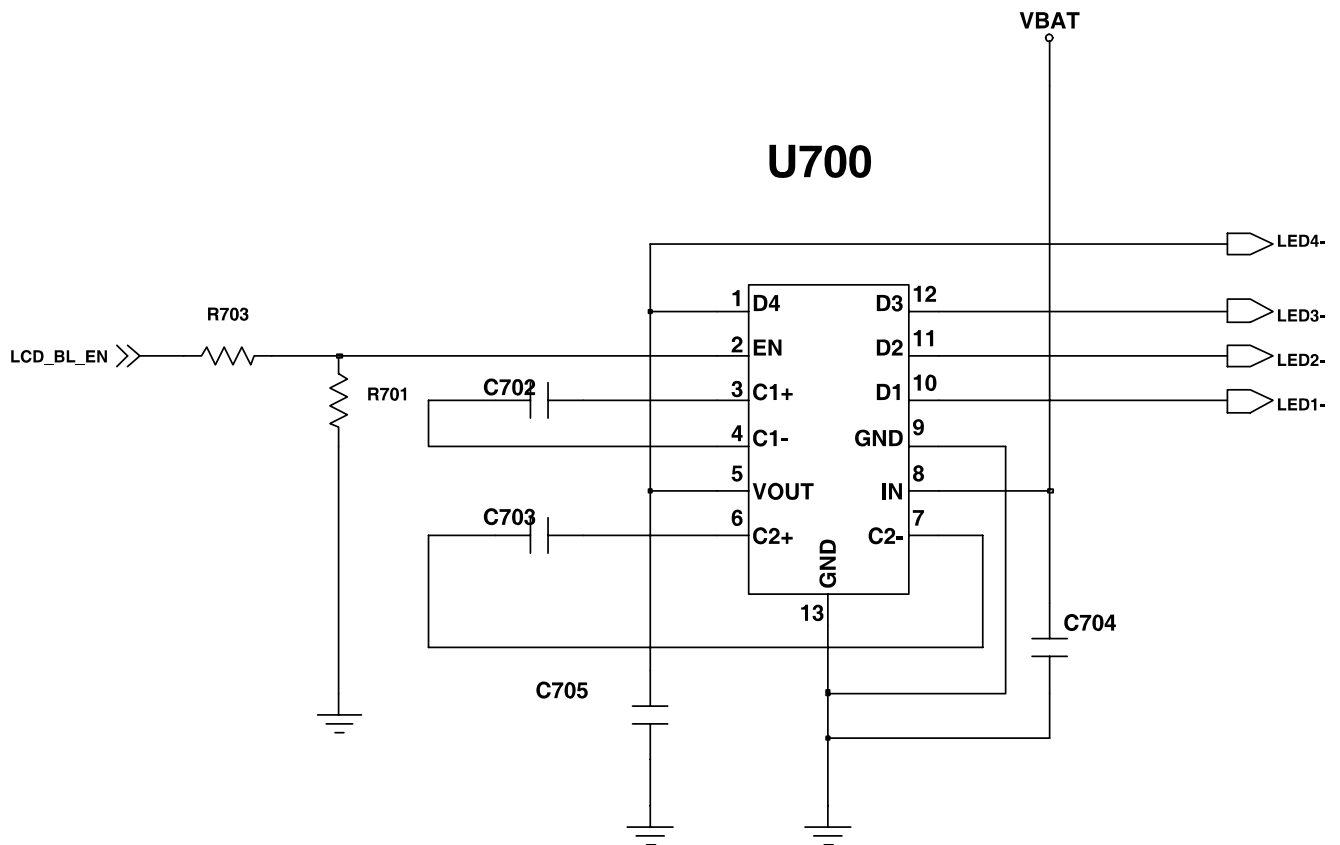 VBAT
U700
LED4-
1 D4 D3 12
LED3-
R703
LCD_BL_EN
2 EN D2 11
LED2-
R701
C702
3 C1+ D1 10
LED1-
4 C1- GND 9
5 VOUT IN 8
C703
6 C2+ C2- 7
GND
13
C704
C705